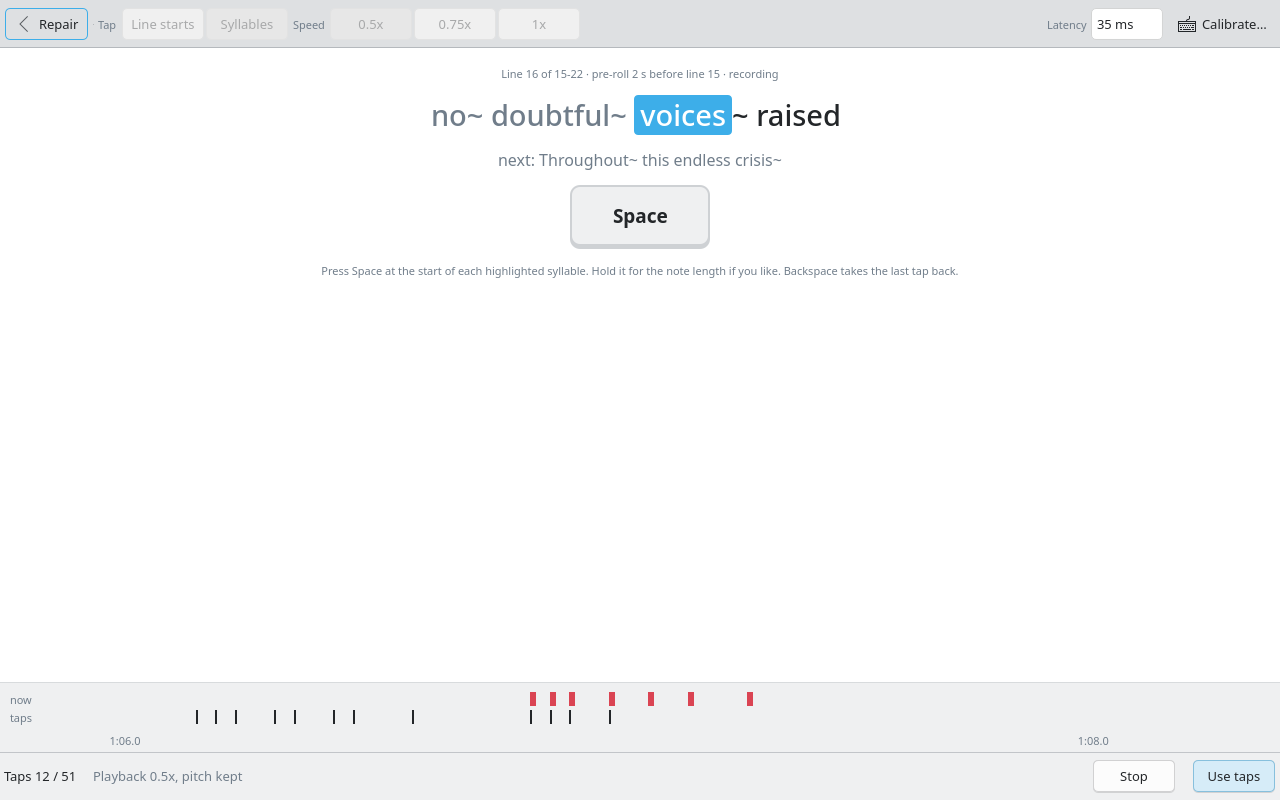 Repair
Tap
Line starts
Syllables
Speed
0.5x
0.75x
1x
Latency
35 ms
Calibrate...
Line 16 of 15-22 · pre-roll 2 s before line 15 · recording
no~ doubtful~ voices~ raised
next: Throughout~ this endless crisis~
Space
Press Space at the start of each highlighted syllable. Hold it for the note length if you like. Backspace takes the last tap back.
now
taps
1:06.0
1:08.0
Taps 12 / 51
Playback 0.5x, pitch kept
Stop
Use taps